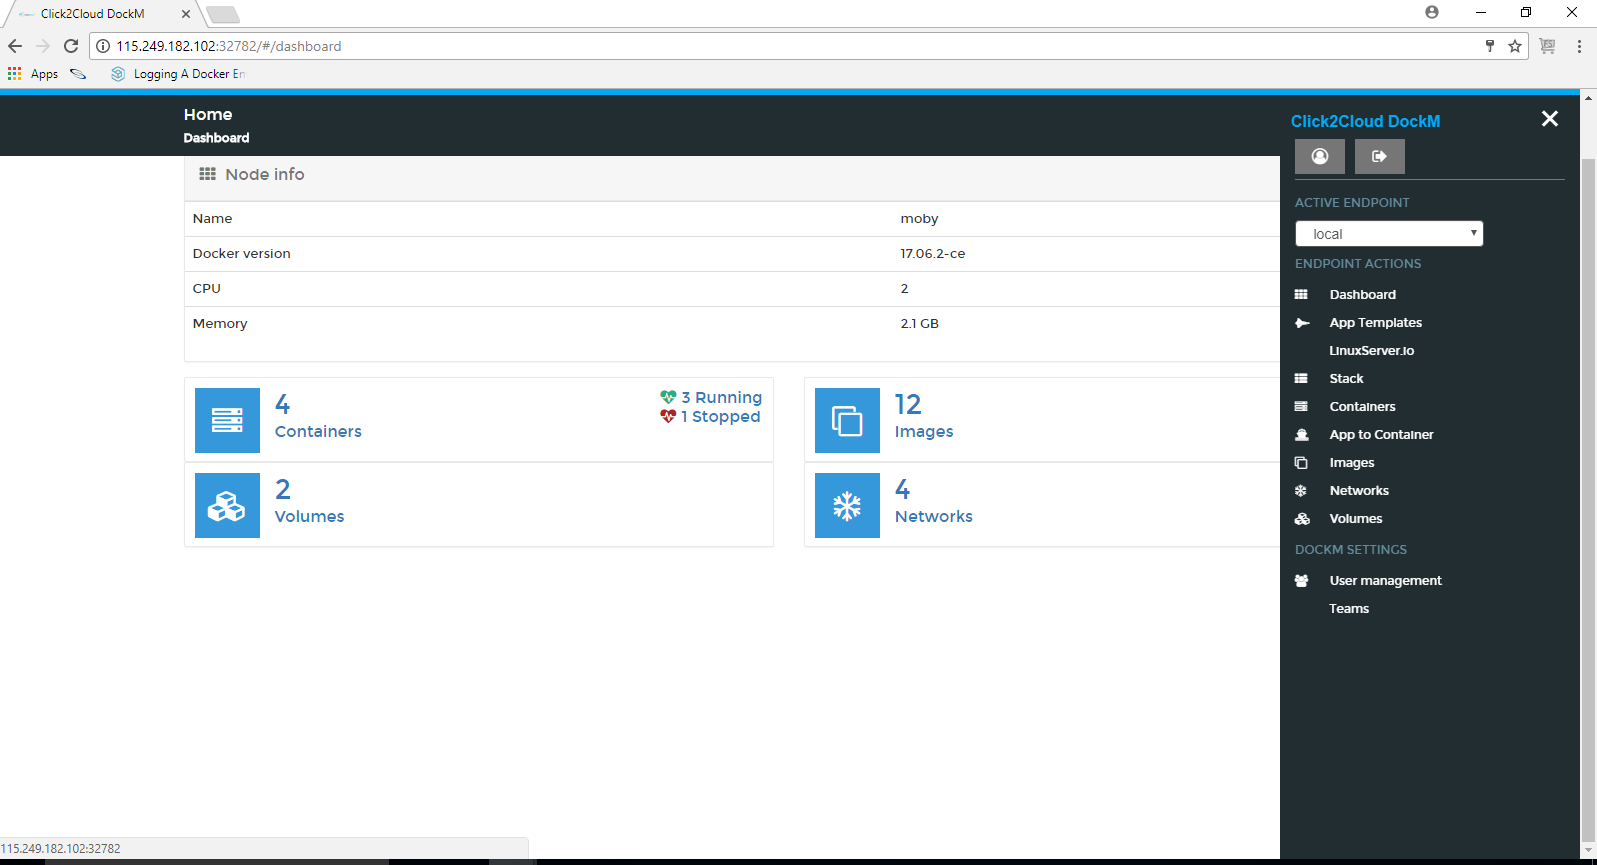 Click2Cloud DockM
115.249.182.102:32782/#/dashboard
Apps
Logging A Docker En
Home
Dashboard
Node info
Name moby
Docker version 17.06.2-ce
CPU 2
Memory 2.1 GB
4
Containers
3 Running
1 Stopped
12
Images
2
Volumes
4
Networks
Click2Cloud DockM
ACTIVE ENDPOINT
local
ENDPOINT ACTIONS
Dashboard
App Templates
LinuxServer.io
Stack
Containers
App to Container
Images
Networks
Volumes
DOCKM SETTINGS
User management
Teams
115.249.182.102:32782